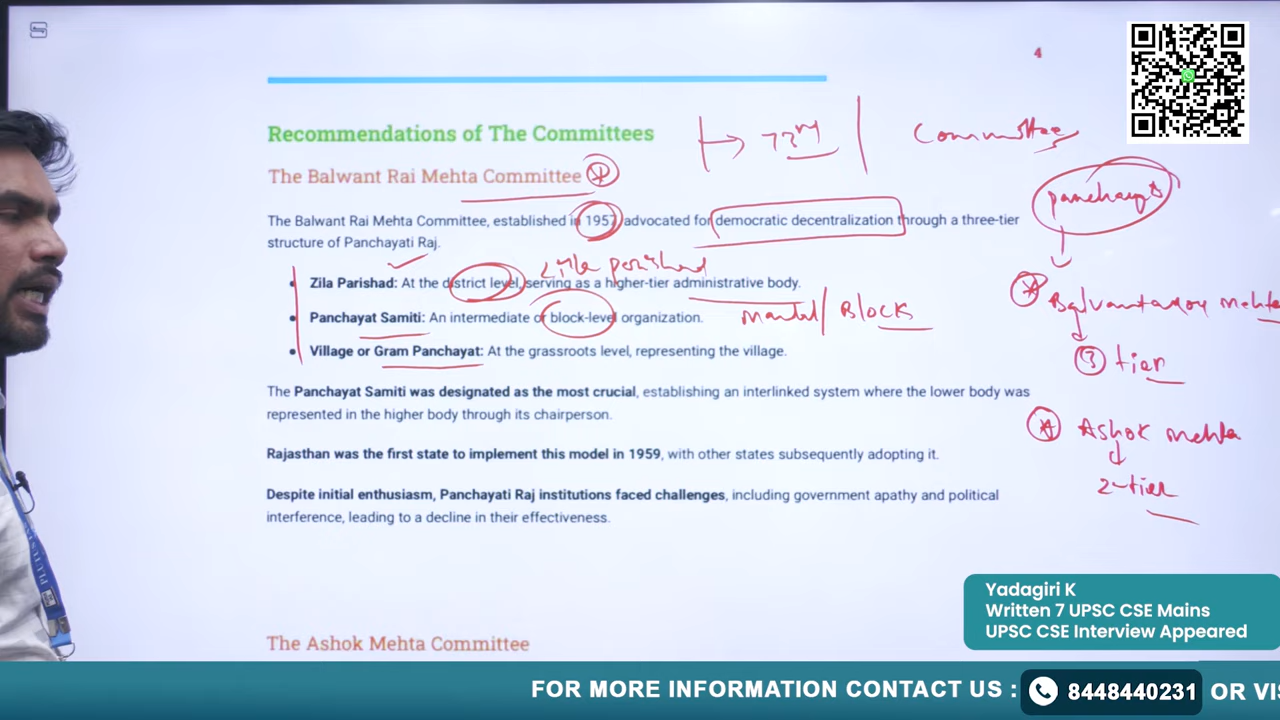 4
Recommendations of The Committees
→ 73rd
Committees
The Balwant Rai Mehta Committee
panchayats
The Balwant Rai Mehta Committee, established in 1957 advocated for democratic decentralization through a three-tier
structure of Panchayati Raj.
Zila parishad
• Zila Parishad: At the district level, serving as a higher-tier administrative body.
Balvantaray Mehta
• Panchayat Samiti: An intermediate or block-level organization.
Mandal / Block
• Village or Gram Panchayat: At the grassroots level, representing the village.
3 tier
The Panchayat Samiti was designated as the most crucial, establishing an interlinked system where the lower body was
represented in the higher body through its chairperson.
Ashok Mehta
Rajasthan was the first state to implement this model in 1959, with other states subsequently adopting it.
2-tier
Despite initial enthusiasm, Panchayati Raj institutions faced challenges, including government apathy and political
interference, leading to a decline in their effectiveness.
Yadagiri K
Written 7 UPSC CSE Mains
UPSC CSE Interview Appeared
The Ashok Mehta Committee
FOR MORE INFORMATION CONTACT US : 8448440231 OR VIS